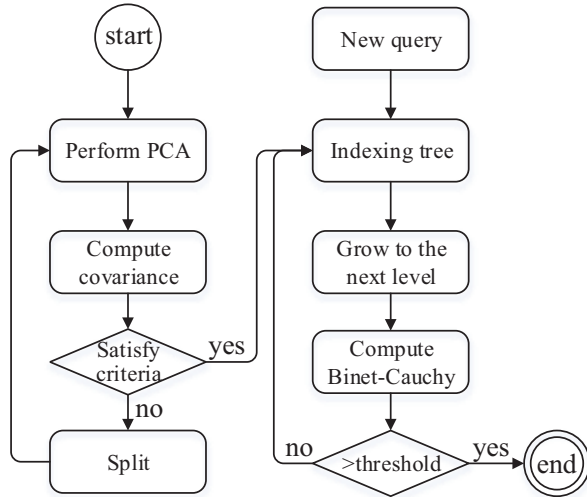 start
Perform PCA
Compute
covariance
Satisfy
criteria
yes
no
Split
New query
Indexing tree
Grow to the
next level
Compute
Binet-Cauchy
>threshold
no
yes
end